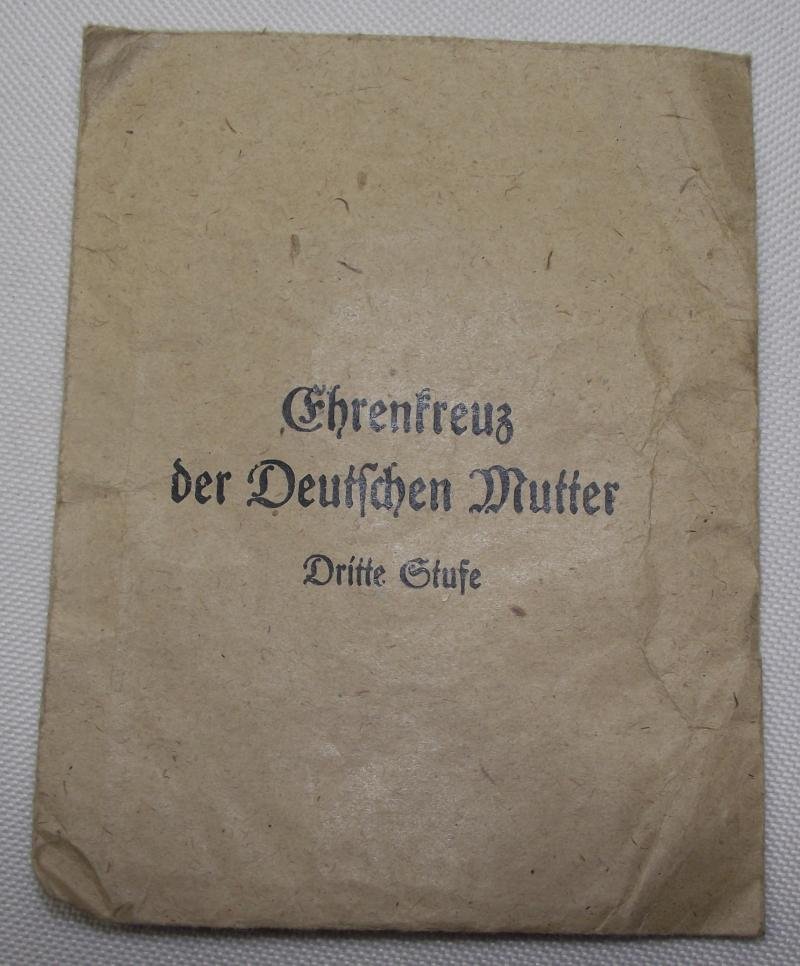 Ehrenkreuz
der Deutschen Mutter
Dritte Stufe